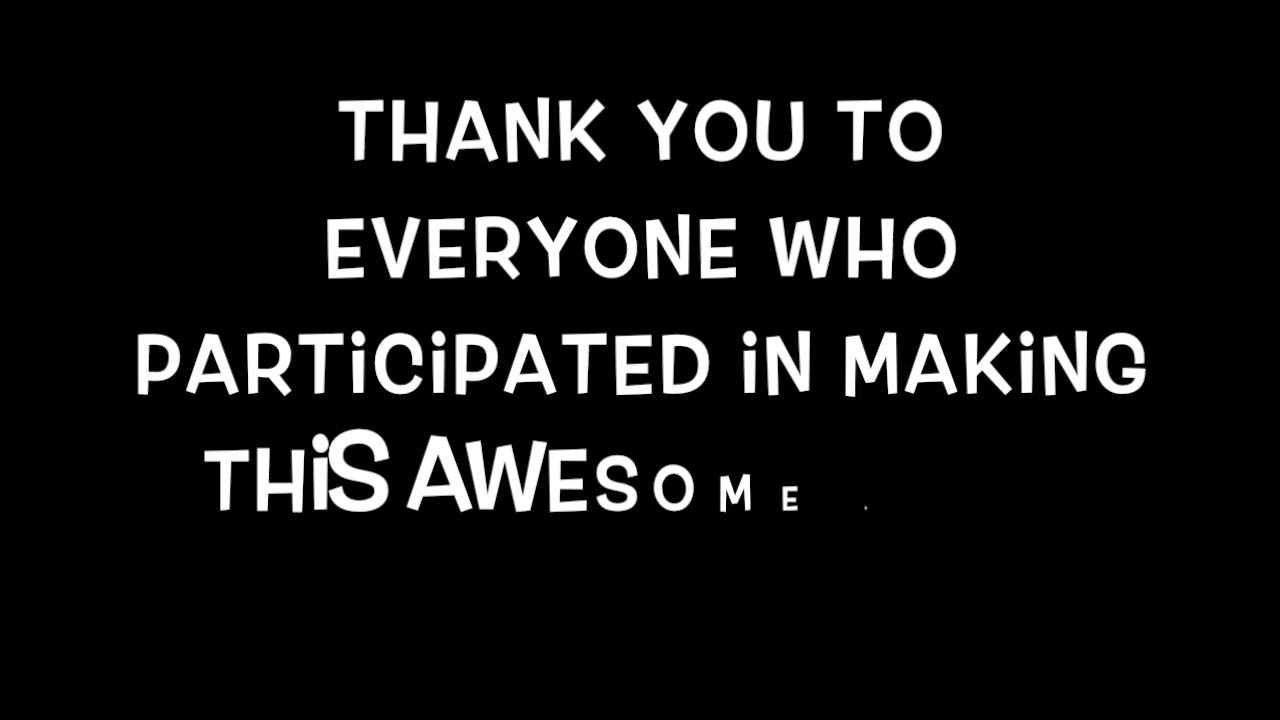 THANK YOU TO
EVERYONE WHO
PARTiCiPATED iN MAKiNG
THiS AWESOME